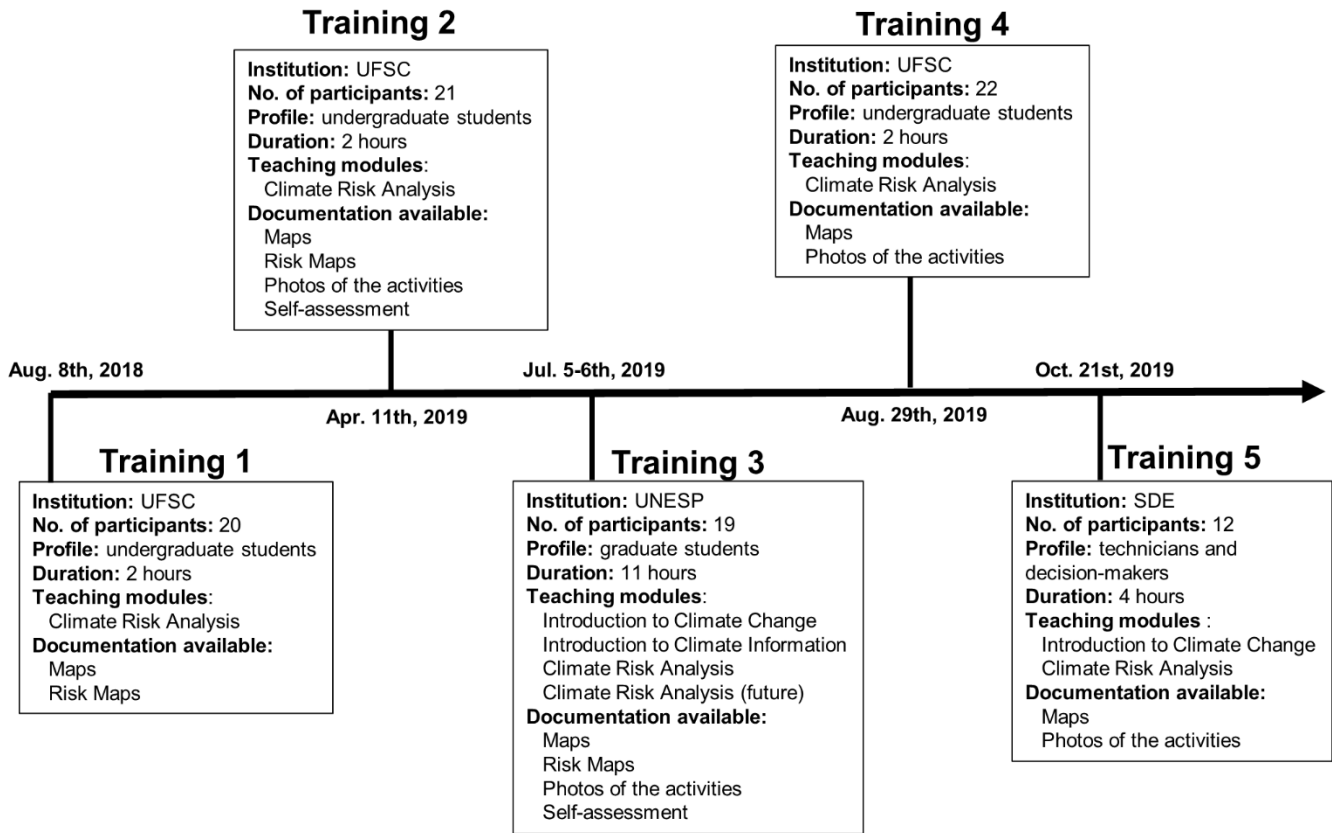 Training 2
Institution: UFSC
No. of participants: 21
Profile: undergraduate students
Duration: 2 hours
Teaching modules:
Climate Risk Analysis
Documentation available:
Maps
Risk Maps
Photos of the activities
Self-assessment
Training 4
Institution: UFSC
No. of participants: 22
Profile: undergraduate students
Duration: 2 hours
Teaching modules:
Climate Risk Analysis
Documentation available:
Maps
Photos of the activities
Aug. 8th, 2018
Jul. 5-6th, 2019
Oct. 21st, 2019
Apr. 11th, 2019
Aug. 29th, 2019
Training 1
Institution: UFSC
No. of participants: 20
Profile: undergraduate students
Duration: 2 hours
Teaching modules:
Climate Risk Analysis
Documentation available:
Maps
Risk Maps
Training 3
Institution: UNESP
No. of participants: 19
Profile: graduate students
Duration: 11 hours
Teaching modules:
Introduction to Climate Change
Introduction to Climate Information
Climate Risk Analysis
Climate Risk Analysis (future)
Documentation available:
Maps
Risk Maps
Photos of the activities
Self-assessment
Training 5
Institution: SDE
No. of participants: 12
Profile: technicians and
decision-makers
Duration: 4 hours
Teaching modules :
Introduction to Climate Change
Climate Risk Analysis
Documentation available:
Maps
Photos of the activities